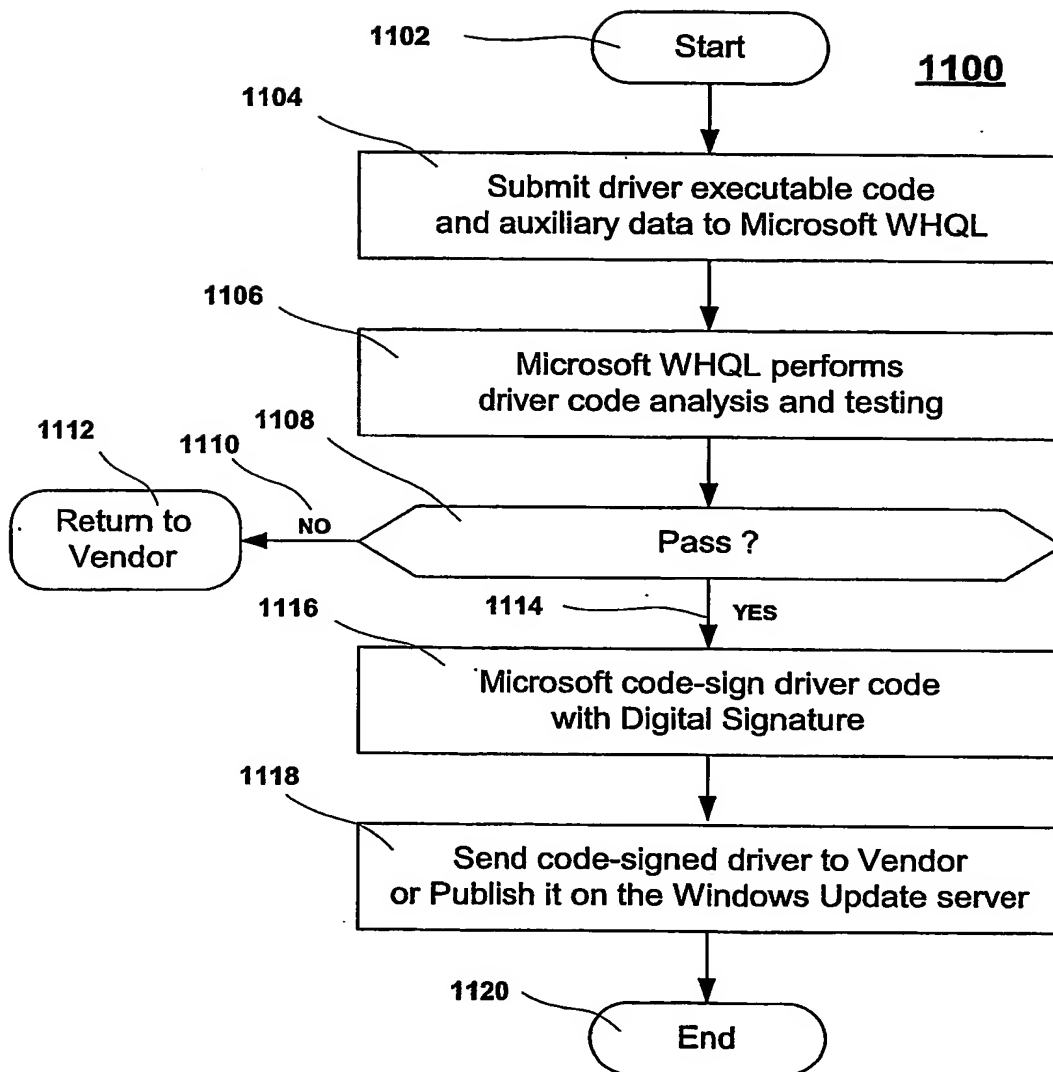 1102
Start
1100
1104
Submit driver executable code
and auxiliary data to Microsoft WHQL
1106
Microsoft WHQL performs
driver code analysis and testing
1108
1110
1112
Return to
Vendor
NO
Pass ?
1114
YES
1116
Microsoft code-sign driver code
with Digital Signature
1118
Send code-signed driver to Vendor
or Publish it on the Windows Update server
1120
End